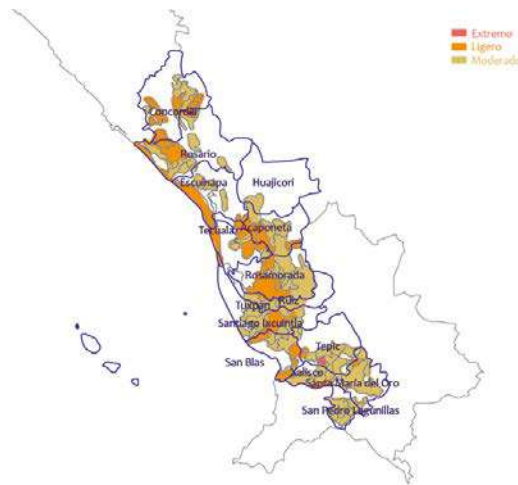 Extremo
Ligero
Moderado
Concordia
Rosario
Escuinapa
Huajicori
Tecuala
Acaponeta
Rosamorada
Tuxpan
Ruiz
Santiago Ixcuintla
Tepic
San Blas
Xalisco
Santa María del Oro
San Pedro Lagunillas